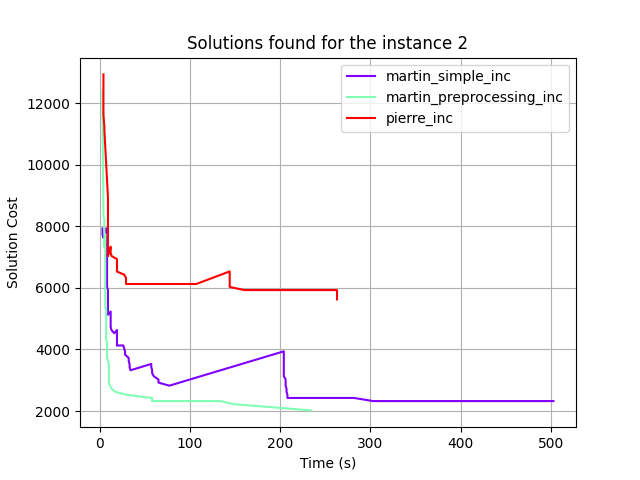 Solutions found for the instance 2
martin_simple_inc
martin_preprocessing_inc
pierre_inc
12000
10000
8000
6000
4000
2000
Solution Cost
0 100 200 300 400 500
Time (s)